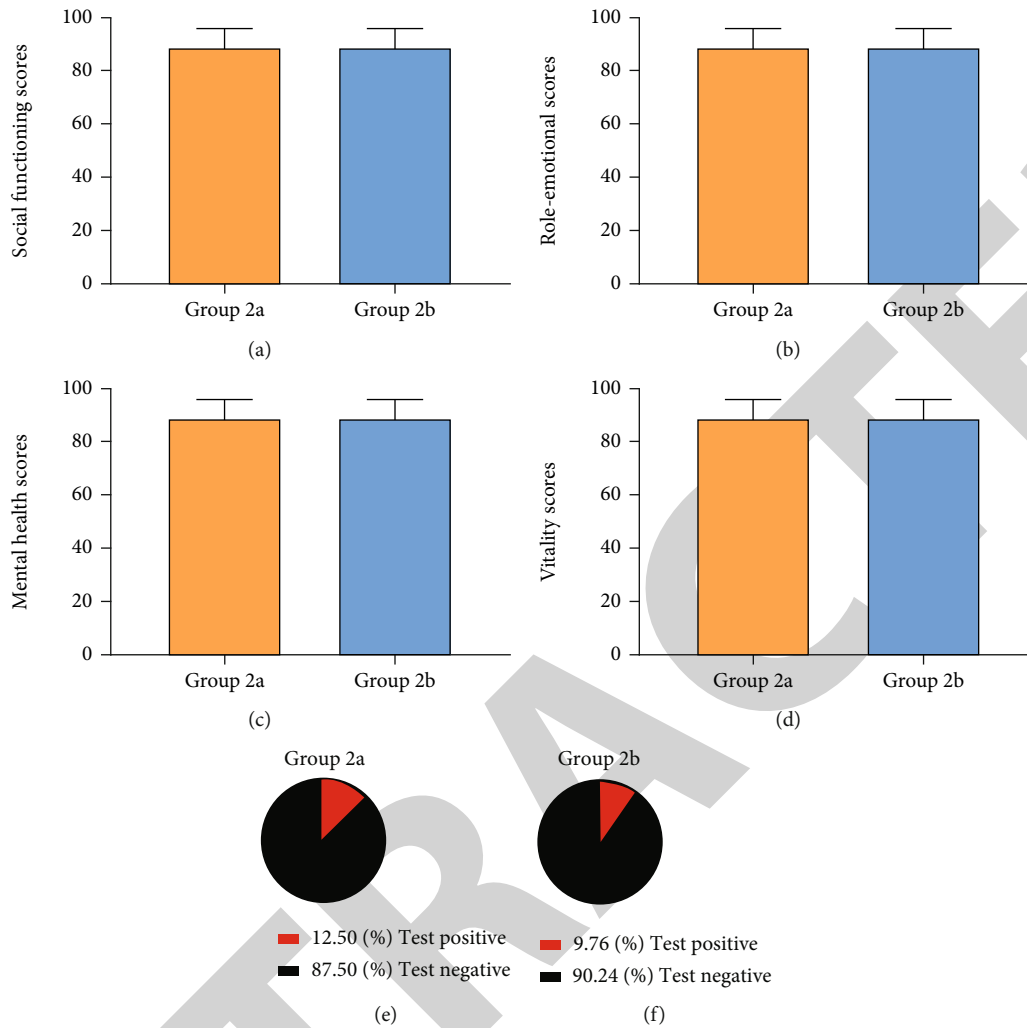 100
80
60
40
20
0
Social functioning scores
Group 2a
Group 2b
(a)
100
80
60
40
20
0
Role-emotional scores
Group 2a
Group 2b
(b)
100
80
60
40
20
0
Mental health scores
Group 2a
Group 2b
(c)
100
80
60
40
20
0
Vitality scores
Group 2a
Group 2b
(d)
Group 2a
12.50 (%) Test positive
87.50 (%) Test negative
(e)
Group 2b
9.76 (%) Test positive
90.24 (%) Test negative
(f)
TRACTE